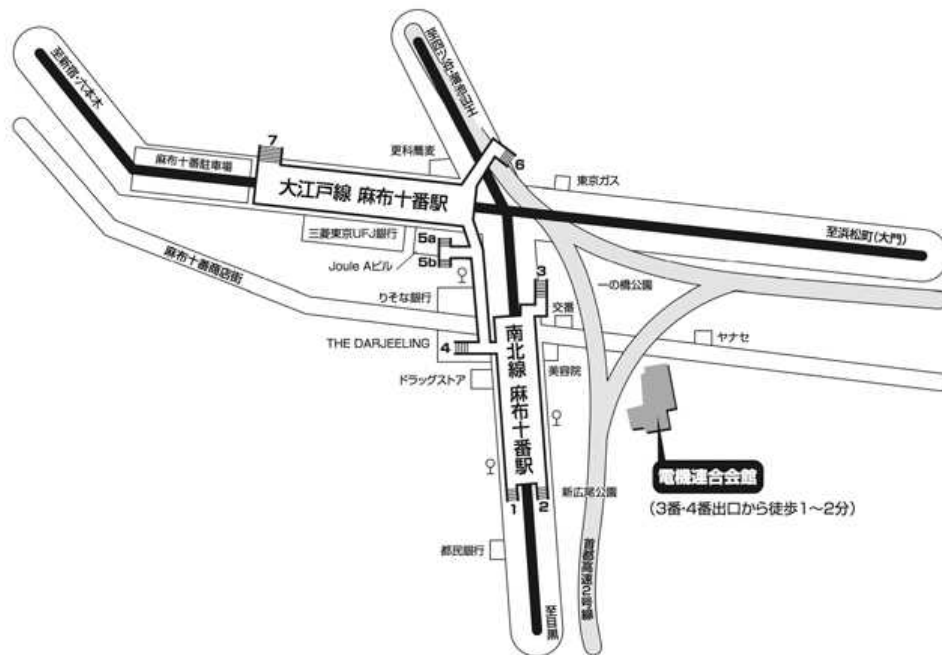 至新宿・六本木
7
麻布十番駐車場
更科蕎麦
6
東京ガス
大江戸線 麻布十番駅
至浜松町(大門)
三菱東京UFJ銀行
5a
5b
Joule Aビル
麻布十番商店街
3
一の橋公園
りそな銀行
交番
ヤナセ
THE DARJEELING
4
南北線 麻布十番駅
美容院
ドラッグストア
電機連合会館
(3番・4番出口から徒歩1〜2分)
1
2
新広尾公園
都民銀行
首都高速2号線
至目黒